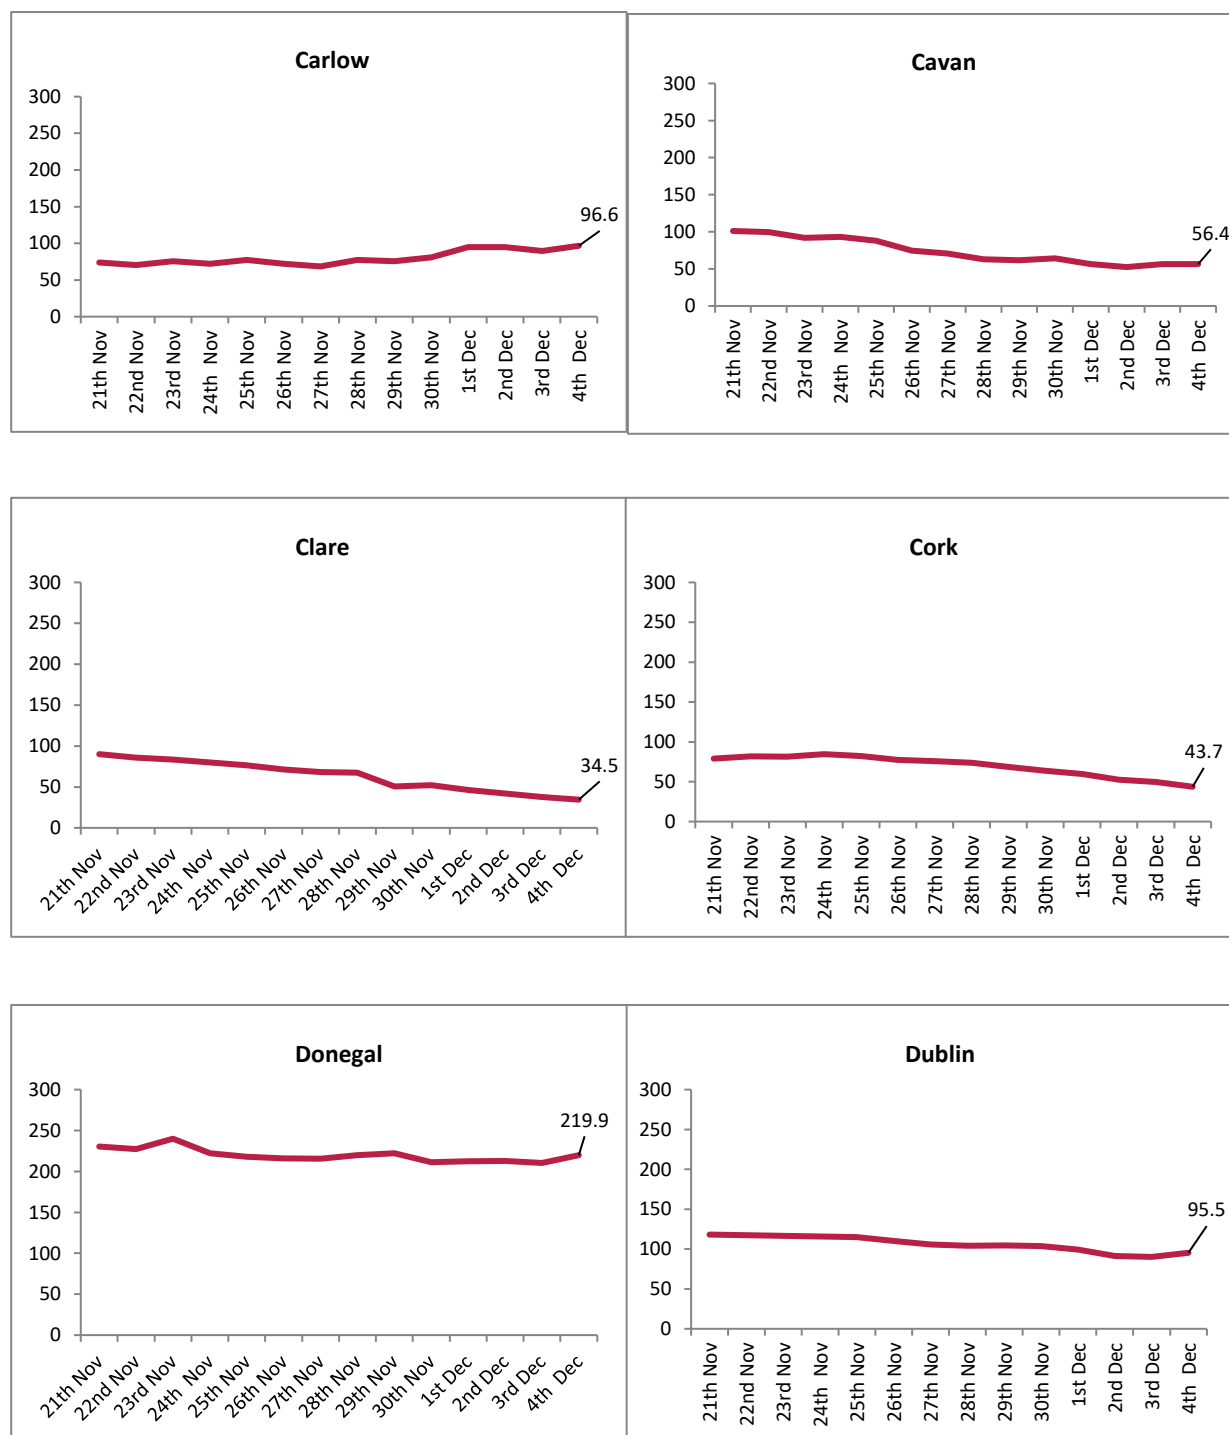 Carlow
300
250
200
150
100
50
0
96.6
21th Nov
22nd Nov
23rd Nov
24th Nov
25th Nov
26th Nov
27th Nov
28th Nov
29th Nov
30th Nov
1st Dec
2nd Dec
3rd Dec
4th Dec
Cavan
300
250
200
150
100
50
0
56.4
21th Nov
22nd Nov
23rd Nov
24th Nov
25th Nov
26th Nov
27th Nov
28th Nov
29th Nov
30th Nov
1st Dec
2nd Dec
3rd Dec
4th Dec
Clare
300
250
200
150
100
50
0
34.5
21th Nov
22nd Nov
23rd Nov
24th Nov
25th Nov
26th Nov
27th Nov
28th Nov
29th Nov
30th Nov
1st Dec
2nd Dec
3rd Dec
4th Dec
Cork
300
250
200
150
100
50
0
43.7
21th Nov
22nd Nov
23rd Nov
24th Nov
25th Nov
26th Nov
27th Nov
28th Nov
29th Nov
30th Nov
1st Dec
2nd Dec
3rd Dec
4th Dec
Donegal
300
250
200
150
100
50
0
219.9
21th Nov
22nd Nov
23rd Nov
24th Nov
25th Nov
26th Nov
27th Nov
28th Nov
29th Nov
30th Nov
1st Dec
2nd Dec
3rd Dec
4th Dec
Dublin
300
250
200
150
100
50
0
95.5
21th Nov
22nd Nov
23rd Nov
24th Nov
25th Nov
26th Nov
27th Nov
28th Nov
29th Nov
30th Nov
1st Dec
2nd Dec
3rd Dec
4th Dec